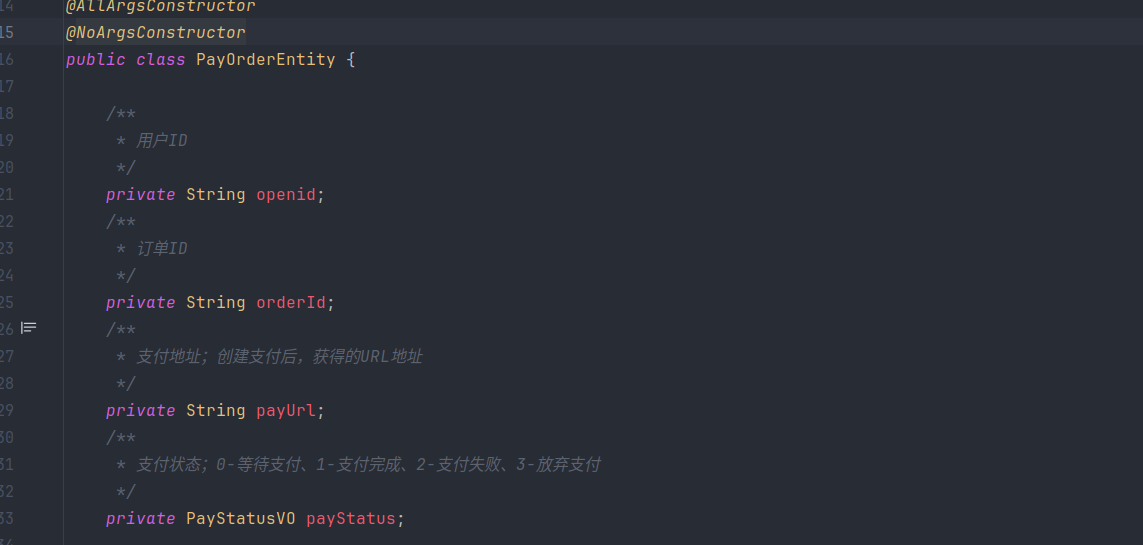 14 @AllArgsConstructor
15 @NoArgsConstructor
16 public class PayOrderEntity {
17
18 /**
19 * 用户ID
20 */
21 private String openid;
22 /**
23 * 订单ID
24 */
25 private String orderId;
26 /**
27 * 支付地址；创建支付后，获得的URL地址
28 */
29 private String payUrl;
30 /**
31 * 支付状态；0-等待支付、1-支付完成、2-支付失败、3-放弃支付
32 */
33 private PayStatusVO payStatus;
34